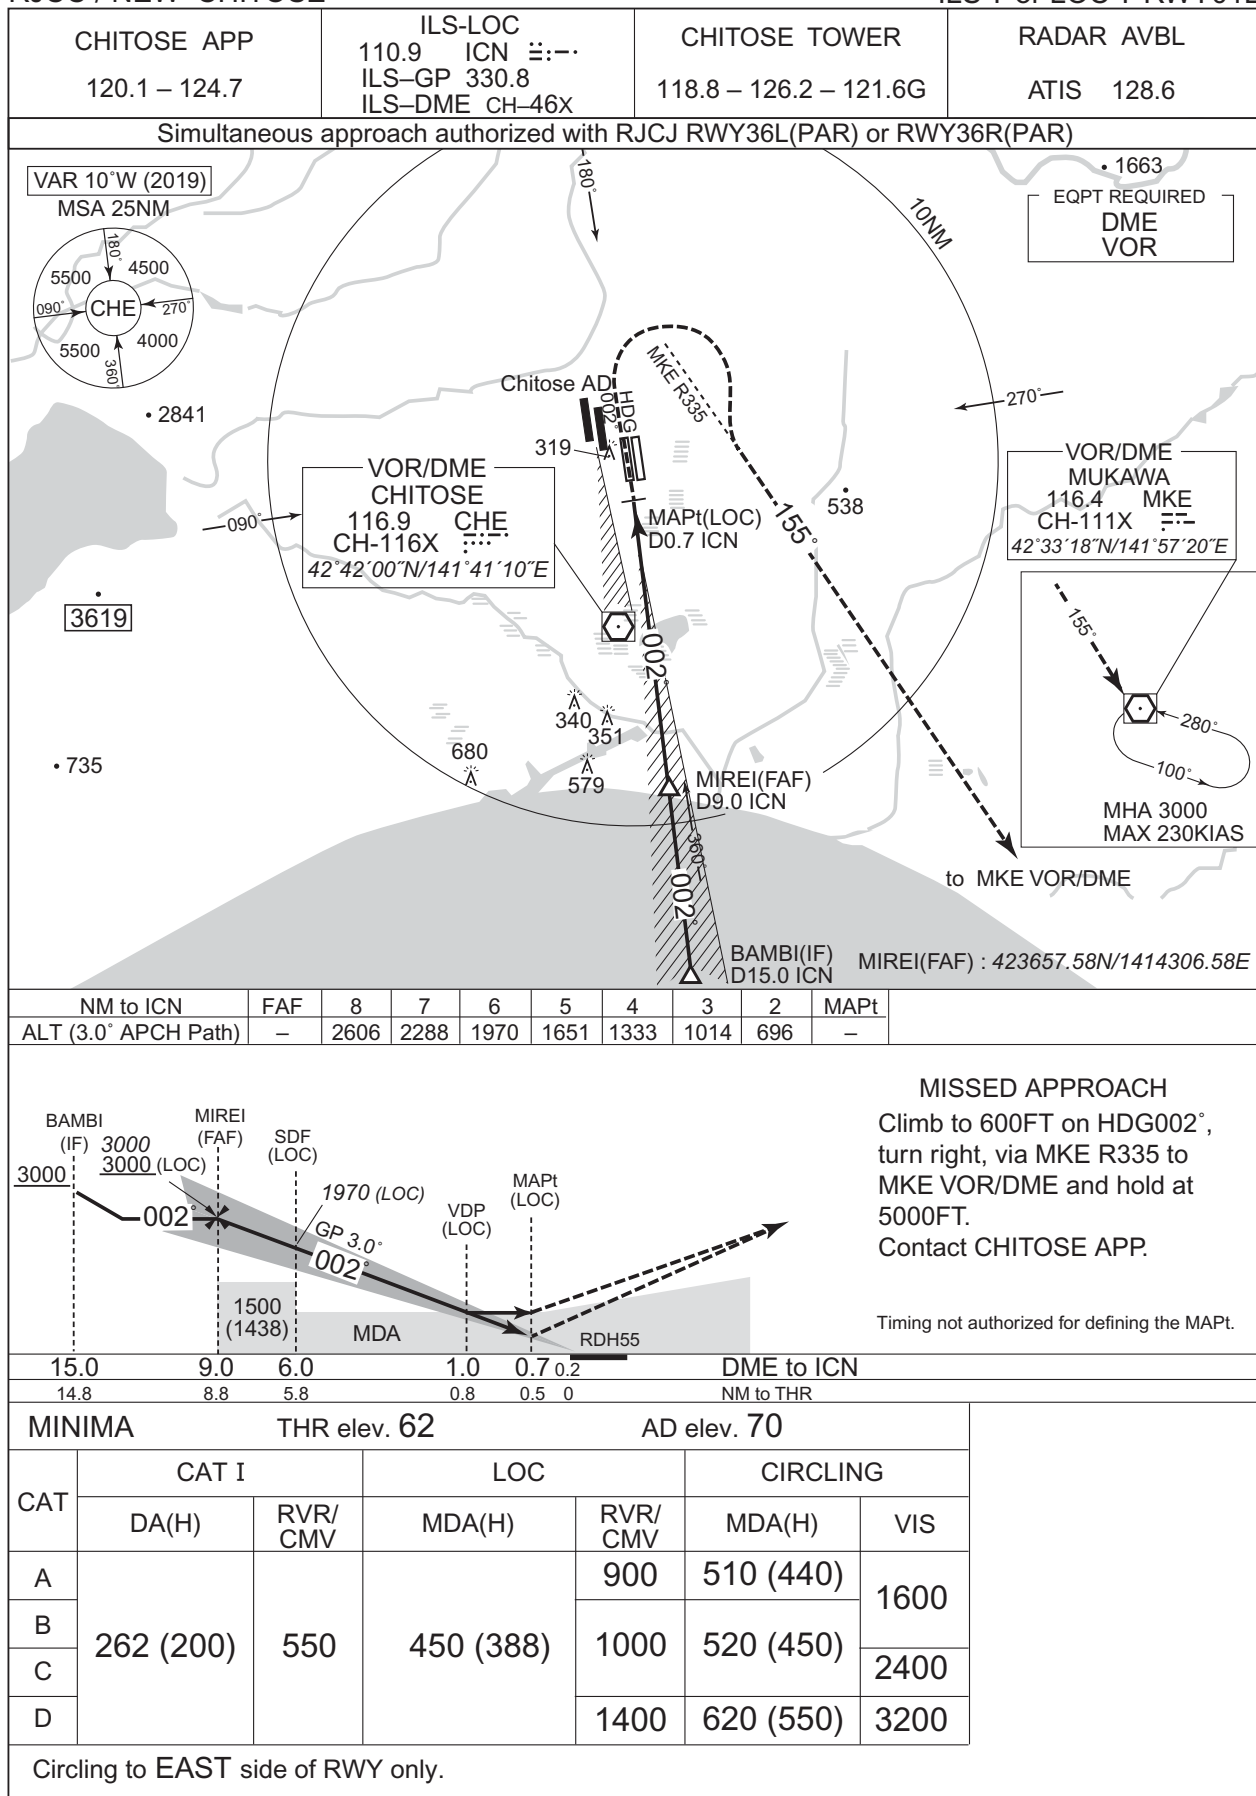 CHITOSE APP
120.1 – 124.7
ILS-LOC
110.9 ICN
ILS–GP 330.8
ILS–DME CH–46X
CHITOSE TOWER
118.8 – 126.2 – 121.6G
RADAR AVBL
ATIS 128.6
Simultaneous approach authorized with RJCJ RWY36L(PAR) or RWY36R(PAR)
VAR 10˚W (2019)
MSA 25NM
180˚
5500
4500
090˚
CHE
270˚
5500
4000
360˚
180˚
10NM
1663
EQPT REQUIRED
DME
VOR
2841
Chitose AD
HDG
002˚
MKE R335
319
270˚
VOR/DME
CHITOSE
116.9 CHE
CH-116X
42˚42´00˝N/141˚41´10˝E
090˚
MAPt(LOC)
D0.7 ICN
155˚
538
VOR/DME
MUKAWA
116.4 MKE
CH-111X
42˚33´18˝N/141˚57´20˝E
3619
002˚
155˚
280˚
100˚
MHA 3000
MAX 230KIAS
340
351
680
579
735
MIREI(FAF)
D9.0 ICN
360˚
002˚
to MKE VOR/DME
BAMBI(IF)
D15.0 ICN
MIREI(FAF) : 423657.58N/1414306.58E
NM to ICN FAF 8 7 6 5 4 3 2 MAPt
ALT (3.0˚ APCH Path) – 2606 2288 1970 1651 1333 1014 696 –
BAMBI
(IF)
3000
3000
3000 (LOC)
MIREI
(FAF)
SDF
(LOC)
1970 (LOC)
VDP
(LOC)
MAPt
(LOC)
002˚
GP 3.0˚
002˚
1500
(1438)
MDA
RDH55
MISSED APPROACH
Climb to 600FT on HDG002˚,
turn right, via MKE R335 to
MKE VOR/DME and hold at
5000FT.
Contact CHITOSE APP.
Timing not authorized for defining the MAPt.
15.0 9.0 6.0 1.0 0.7 0.2 DME to ICN
14.8 8.8 5.8 0.8 0.5 0 NM to THR
MINIMA THR elev. 62 AD elev. 70
CAT CAT I LOC CIRCLING
DA(H) RVR/CMV MDA(H) RVR/CMV MDA(H) VIS
A 900 510 (440) 1600
B 262 (200) 550 450 (388) 1000 520 (450)
C 2400
D 1400 620 (550) 3200
Circling to EAST side of RWY only.